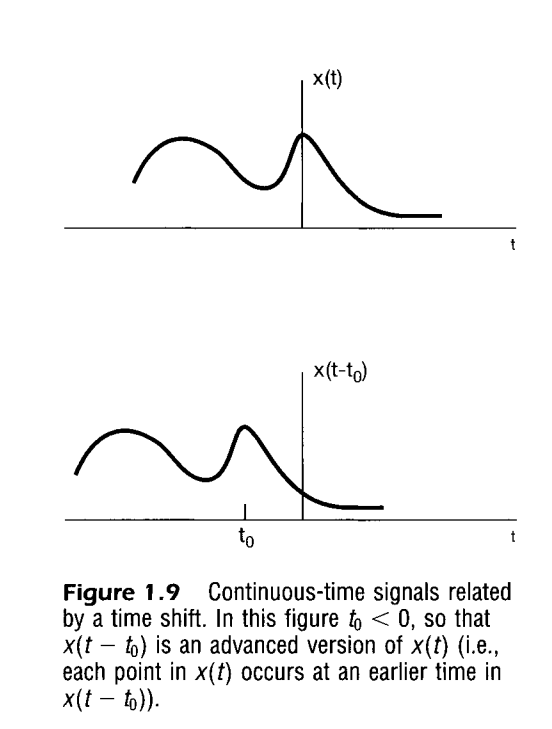 x(t)
t
x(t-t₀)
t₀
t
Figure 1.9 Continuous-time signals related
by a time shift. In this figure t₀ < 0, so that
x(t − t₀) is an advanced version of x(t) (i.e.,
each point in x(t) occurs at an earlier time in
x(t − t₀)).